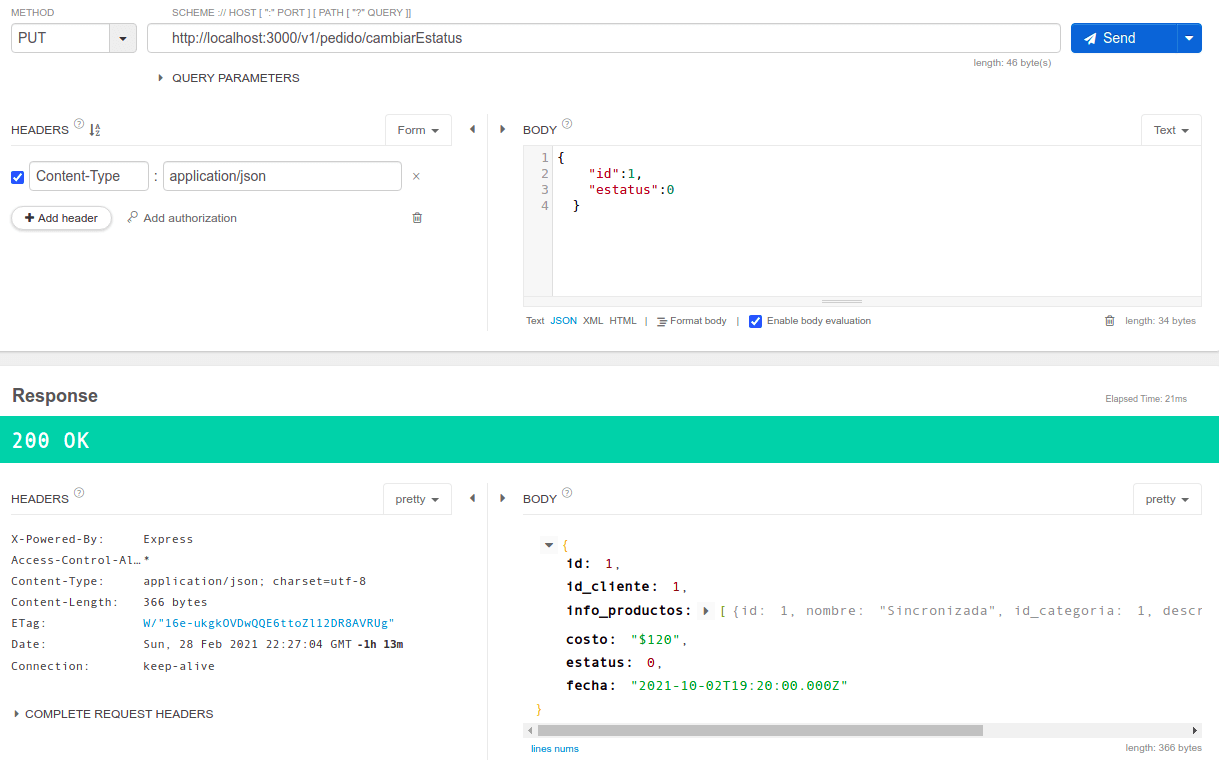 METHOD
SCHEME :// HOST [ ":" PORT ] [ PATH [ "?" QUERY ]]
PUT
http://localhost:3000/v1/pedido/cambiarEstatus
Send
length: 46 byte(s)
QUERY PARAMETERS
HEADERS ? A Z
Form
BODY ?
Text
Content-Type : application/json ×
Add header
Add authorization
1 {
2 "id":1,
3 "estatus":0
4 }
Text JSON XML HTML | Format body | Enable body evaluation
length: 34 bytes
Response
Elapsed Time: 21ms
200 OK
HEADERS ?
pretty
BODY ?
pretty
X-Powered-By: Express
Access-Control-Al… *
Content-Type: application/json; charset=utf-8
Content-Length: 366 bytes
ETag: W/"16e-ukgkOVDwQQE6ttoZl12DR8AVRUg"
Date: Sun, 28 Feb 2021 22:27:04 GMT -1h 13m
Connection: keep-alive
COMPLETE REQUEST HEADERS
{
id: 1,
id_cliente: 1,
info_productos: [ {id: 1, nombre: "Sincronizada", id_categoria: 1, descr
costo: "$120",
estatus: 0,
fecha: "2021-10-02T19:20:00.000Z"
}
lines nums
length: 366 bytes